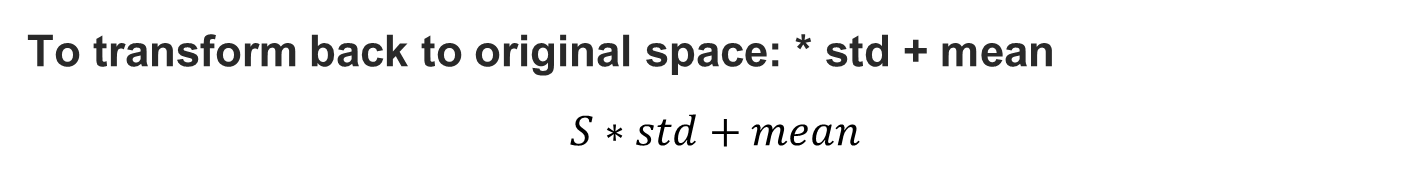 To transform back to original space: * std + mean
S * std + mean